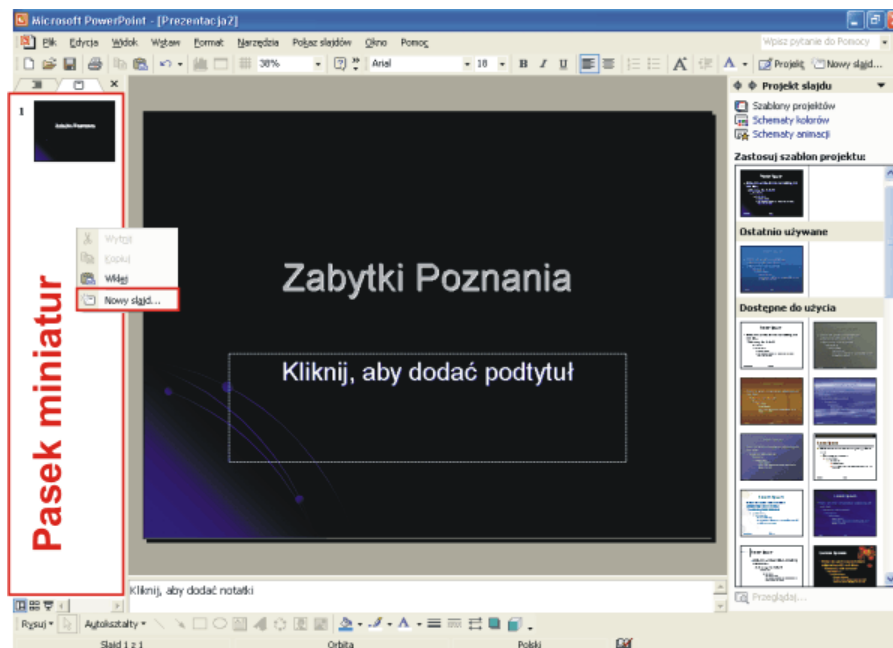 Microsoft PowerPoint - [Prezentacja2]
Plik Edycja Widok Wstaw Format Narzędzia Pokaz slajdów Okno Pomoc
Wpisz pytanie do Pomocy
38% Arial 18 B I U A A Projekt Nowy slajd...
Projekt slajdu
Szablony projektów
Schematy kolorów
Schematy animacji
Zastosuj szablon projektu:
Ostatnio używane
Dostępne do użycia
Przeglądaj...
1
Zabytki Poznania
Wytnij
Kopiuj
Wklej
Nowy slajd...
Pasek miniatur
Zabytki Poznania
Kliknij, aby dodać podtytuł
Kliknij, aby dodać notatki
Rysuj Autokształty
Slajd 1 z 1 Orbita Polski